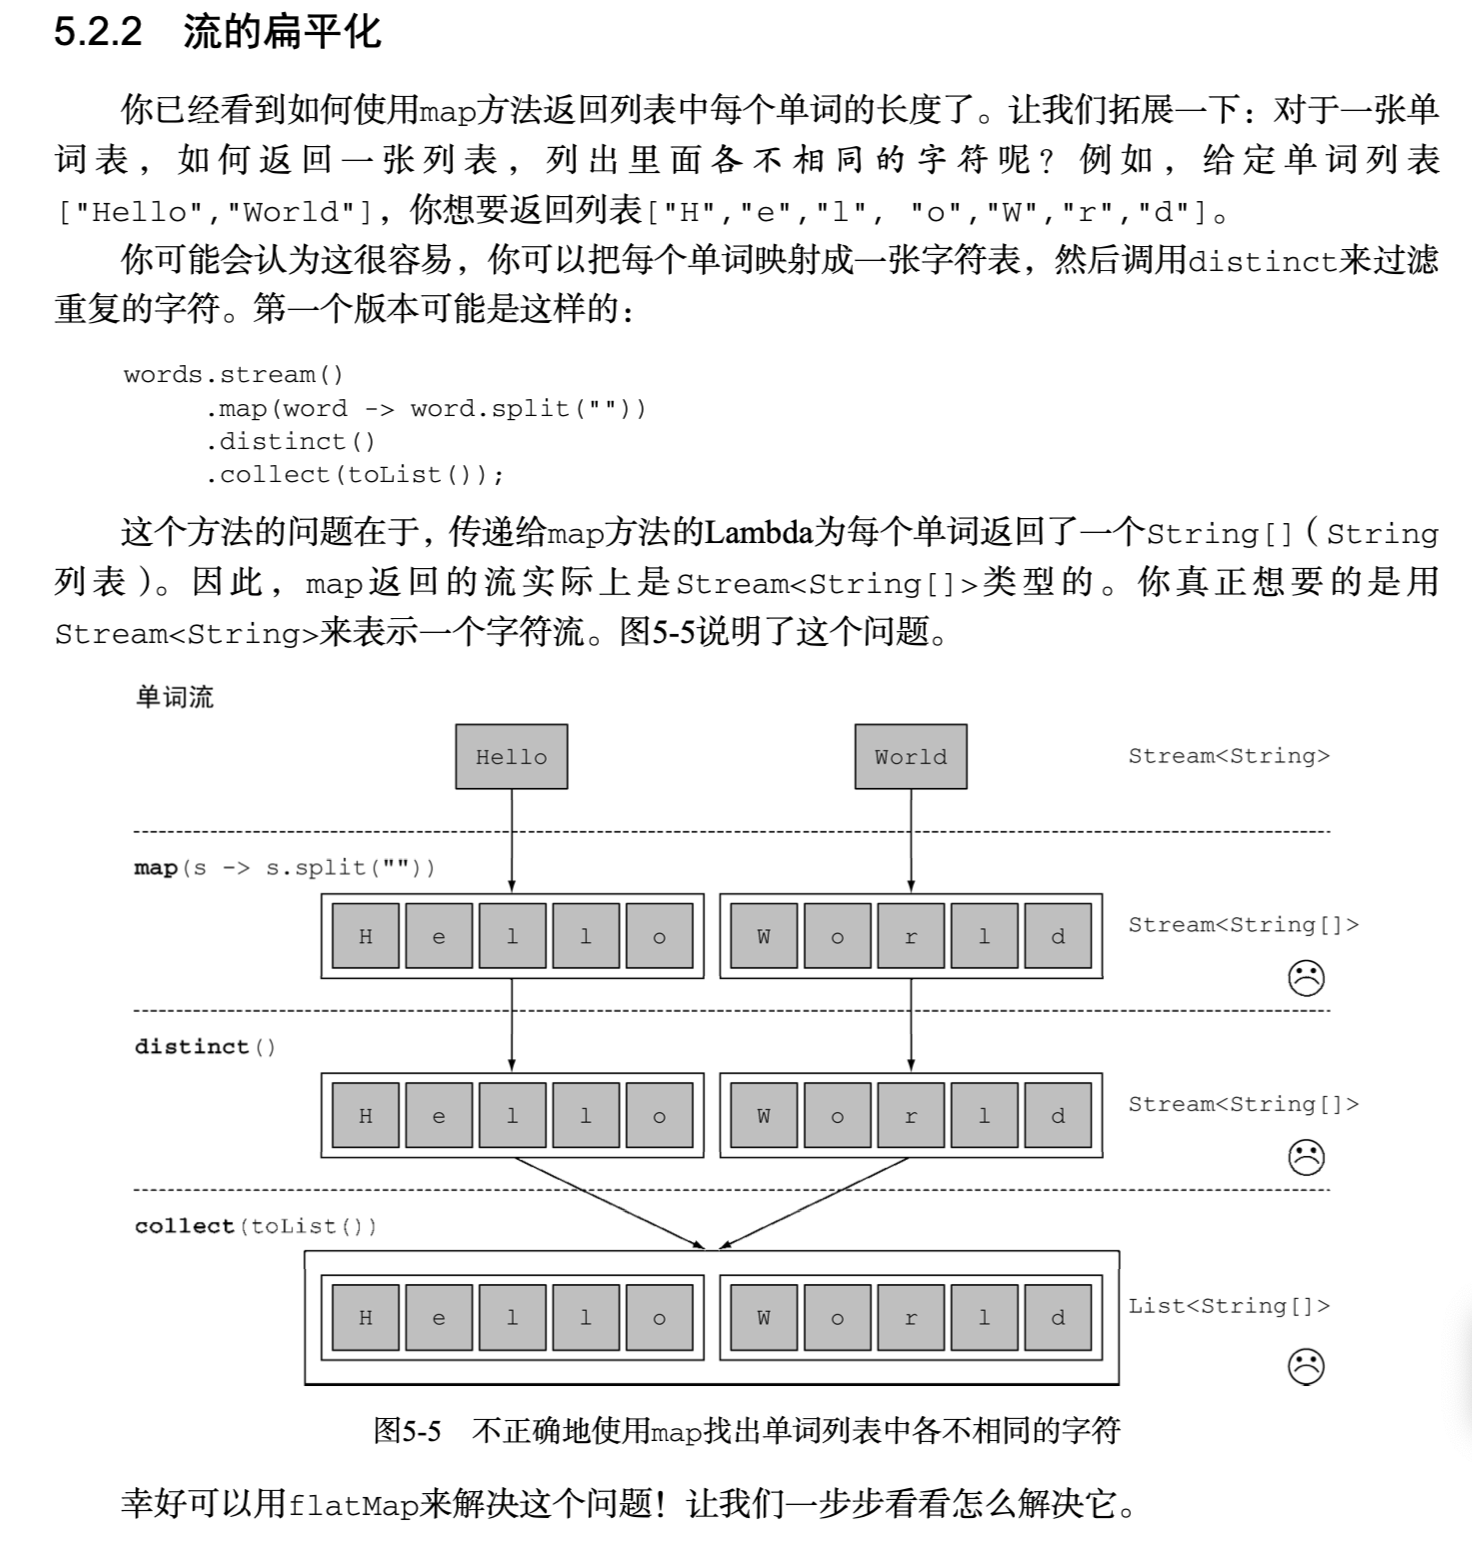 5.2.2 流的扁平化
你已经看到如何使用map方法返回列表中每个单词的长度了。让我们拓展一下：对于一张单
词表，如何返回一张列表，列出里面各不相同的字符呢？例如，给定单词列表
["Hello","World"]，你想要返回列表["H","e","l", "o","W","r","d"]。
你可能会认为这很容易，你可以把每个单词映射成一张字符表，然后调用distinct来过滤
重复的字符。第一个版本可能是这样的：
words.stream()
.map(word -> word.split(""))
.distinct()
.collect(toList());
这个方法的问题在于，传递给map方法的Lambda为每个单词返回了一个String[]（String
列表）。因此，map返回的流实际上是Stream<String[]>类型的。你真正想要的是用
Stream<String>来表示一个字符流。图5-5说明了这个问题。
单词流
Hello World Stream<String>
map(s -> s.split(""))
H e l l o W o r l d Stream<String[]>
distinct()
H e l l o W o r l d Stream<String[]>
collect(toList())
H e l l o W o r l d List<String[]>
图5-5 不正确地使用map找出单词列表中各不相同的字符
幸好可以用flatMap来解决这个问题！让我们一步步看看怎么解决它。